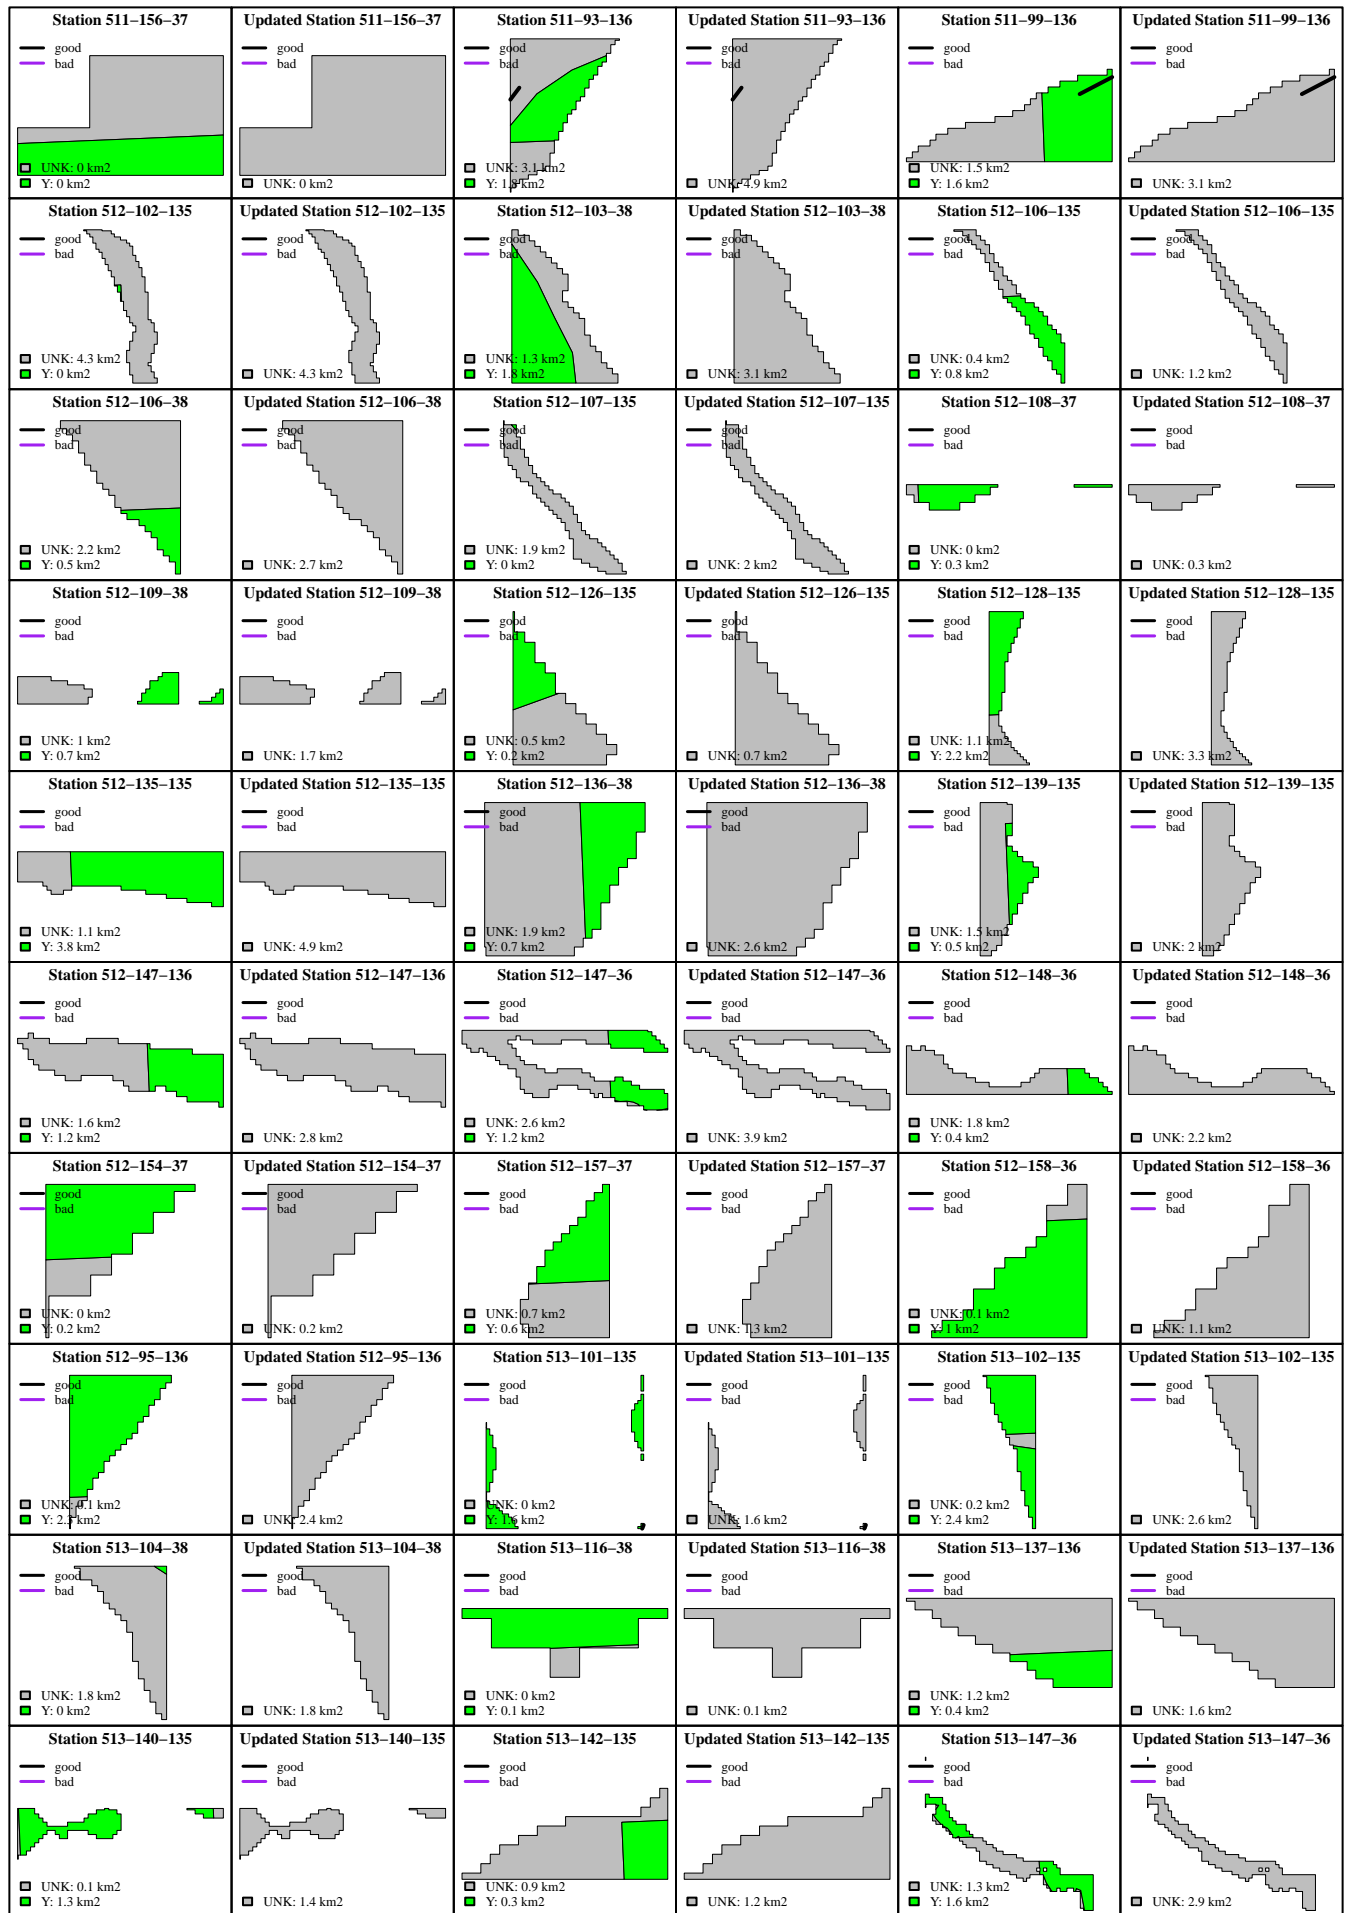 Station 511−156−37
good
bad
UNK: 0 km2
Y: 0 km2
Updated Station 511−156−37
good
bad
UNK: 0 km2
Station 511−93−136
good
bad
UNK: 3.1 km2
Y: 1.8 km2
Updated Station 511−93−136
good
bad
UNK: 4.9 km2
Station 511−99−136
good
bad
UNK: 1.5 km2
Y: 1.6 km2
Updated Station 511−99−136
good
bad
UNK: 3.1 km2
Station 512−102−135
good
bad
UNK: 4.3 km2
Y: 0 km2
Updated Station 512−102−135
good
bad
UNK: 4.3 km2
Station 512−103−38
good
bad
UNK: 1.3 km2
Y: 1.8 km2
Updated Station 512−103−38
good
bad
UNK: 3.1 km2
Station 512−106−135
good
bad
UNK: 0.4 km2
Y: 0.8 km2
Updated Station 512−106−135
good
bad
UNK: 1.2 km2
Station 512−106−38
good
bad
UNK: 2.2 km2
Y: 0.5 km2
Updated Station 512−106−38
good
bad
UNK: 2.7 km2
Station 512−107−135
good
bad
UNK: 1.9 km2
Y: 0 km2
Updated Station 512−107−135
good
bad
UNK: 2 km2
Station 512−108−37
good
bad
UNK: 0 km2
Y: 0.3 km2
Updated Station 512−108−37
good
bad
UNK: 0.3 km2
Station 512−109−38
good
bad
UNK: 1 km2
Y: 0.7 km2
Updated Station 512−109−38
good
bad
UNK: 1.7 km2
Station 512−126−135
good
bad
UNK: 0.5 km2
Y: 0.2 km2
Updated Station 512−126−135
good
bad
UNK: 0.7 km2
Station 512−128−135
good
bad
UNK: 1.1 km2
Y: 2.2 km2
Updated Station 512−128−135
good
bad
UNK: 3.3 km2
Station 512−135−135
good
bad
UNK: 1.1 km2
Y: 3.8 km2
Updated Station 512−135−135
good
bad
UNK: 4.9 km2
Station 512−136−38
good
bad
UNK: 1.9 km2
Y: 0.7 km2
Updated Station 512−136−38
good
bad
UNK: 2.6 km2
Station 512−139−135
good
bad
UNK: 1.5 km2
Y: 0.5 km2
Updated Station 512−139−135
good
bad
UNK: 2 km2
Station 512−147−136
good
bad
UNK: 1.6 km2
Y: 1.2 km2
Updated Station 512−147−136
good
bad
UNK: 2.8 km2
Station 512−147−36
good
bad
UNK: 2.6 km2
Y: 1.2 km2
Updated Station 512−147−36
good
bad
UNK: 3.9 km2
Station 512−148−36
good
bad
UNK: 1.8 km2
Y: 0.4 km2
Updated Station 512−148−36
good
bad
UNK: 2.2 km2
Station 512−154−37
good
bad
UNK: 0 km2
Y: 0.2 km2
Updated Station 512−154−37
good
bad
UNK: 0.2 km2
Station 512−157−37
good
bad
UNK: 0.7 km2
Y: 0.6 km2
Updated Station 512−157−37
good
bad
UNK: 1.3 km2
Station 512−158−36
good
bad
UNK: 0.1 km2
Y: 1 km2
Updated Station 512−158−36
good
bad
UNK: 1.1 km2
Station 512−95−136
good
bad
UNK: 0.1 km2
Y: 2.3 km2
Updated Station 512−95−136
good
bad
UNK: 2.4 km2
Station 513−101−135
good
bad
UNK: 0 km2
Y: 1.6 km2
Updated Station 513−101−135
good
bad
UNK: 1.6 km2
Station 513−102−135
good
bad
UNK: 0.2 km2
Y: 2.4 km2
Updated Station 513−102−135
good
bad
UNK: 2.6 km2
Station 513−104−38
good
bad
UNK: 1.8 km2
Y: 0 km2
Updated Station 513−104−38
good
bad
UNK: 1.8 km2
Station 513−116−38
good
bad
UNK: 0 km2
Y: 0.1 km2
Updated Station 513−116−38
good
bad
UNK: 0.1 km2
Station 513−137−136
good
bad
UNK: 1.2 km2
Y: 0.4 km2
Updated Station 513−137−136
good
bad
UNK: 1.6 km2
Station 513−140−135
good
bad
UNK: 0.1 km2
Y: 1.3 km2
Updated Station 513−140−135
good
bad
UNK: 1.4 km2
Station 513−142−135
good
bad
UNK: 0.9 km2
Y: 0.3 km2
Updated Station 513−142−135
good
bad
UNK: 1.2 km2
Station 513−147−36
good
bad
UNK: 1.3 km2
Y: 1.6 km2
Updated Station 513−147−36
good
bad
UNK: 2.9 km2